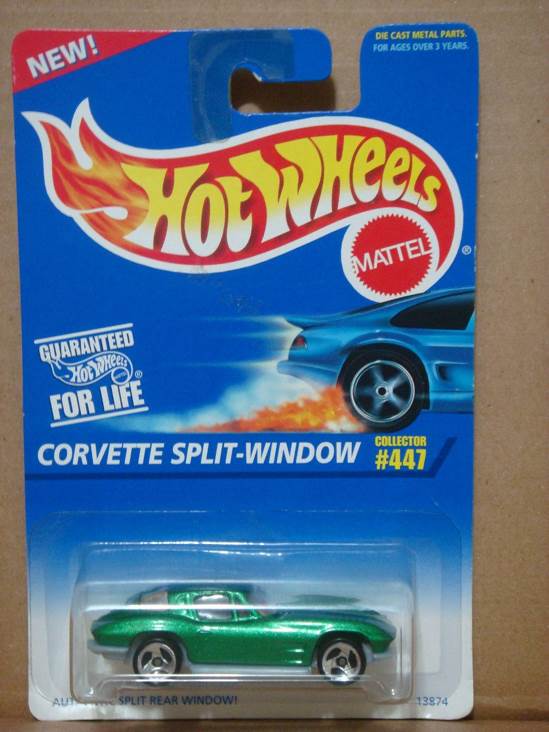 NEW!
DIE CAST METAL PARTS.
FOR AGES OVER 3 YEARS.
Hot Wheels
MATTEL
®
GUARANTEED
Hot Wheels ®
FOR LIFE
CORVETTE SPLIT-WINDOW
COLLECTOR
#447
SPLIT REAR WINDOW!
13874